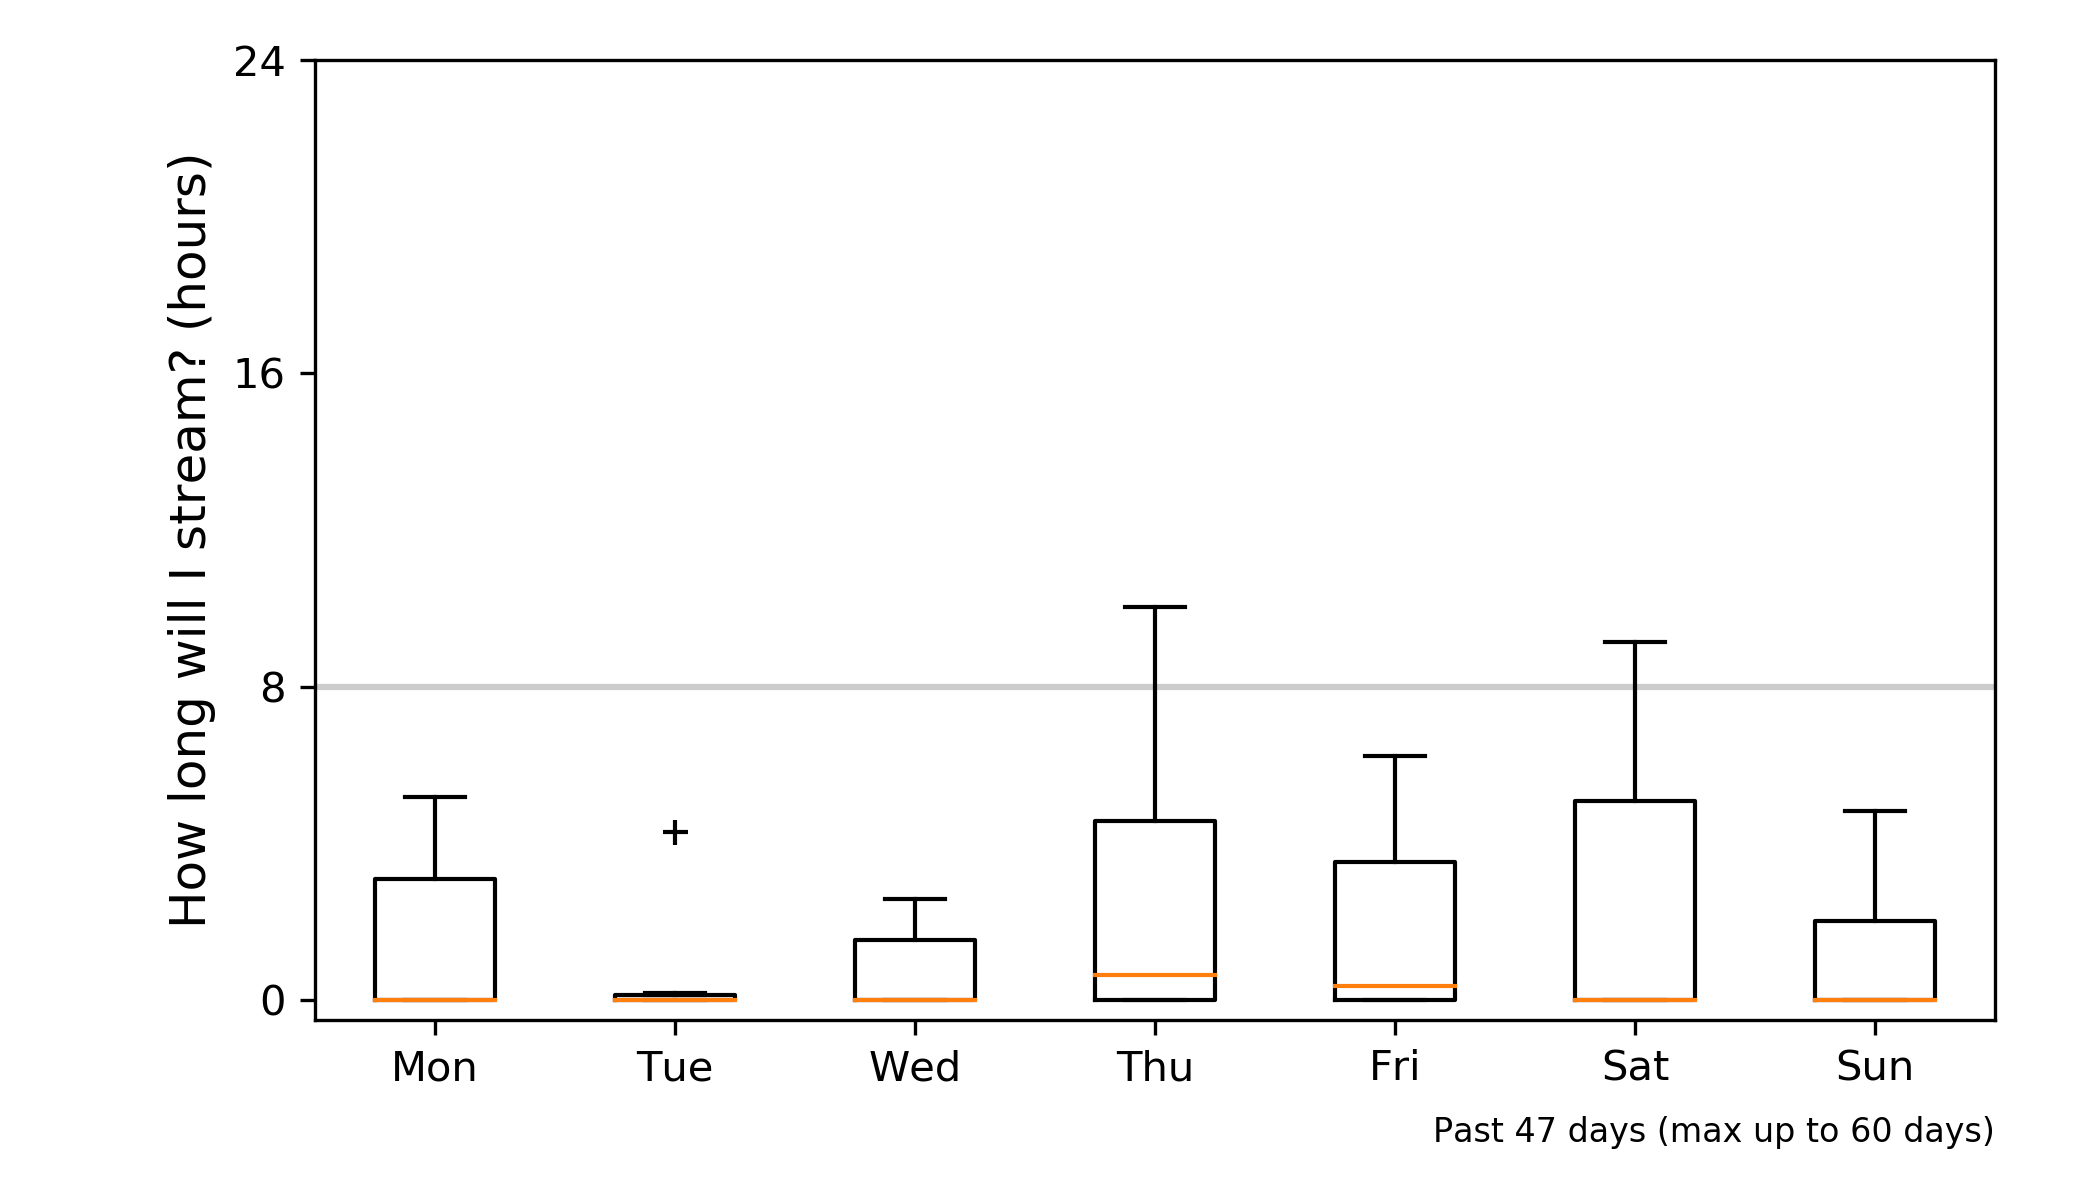 How long will I stream? (hours)
24
16
8
0
Mon Tue Wed Thu Fri Sat Sun
Past 47 days (max up to 60 days)